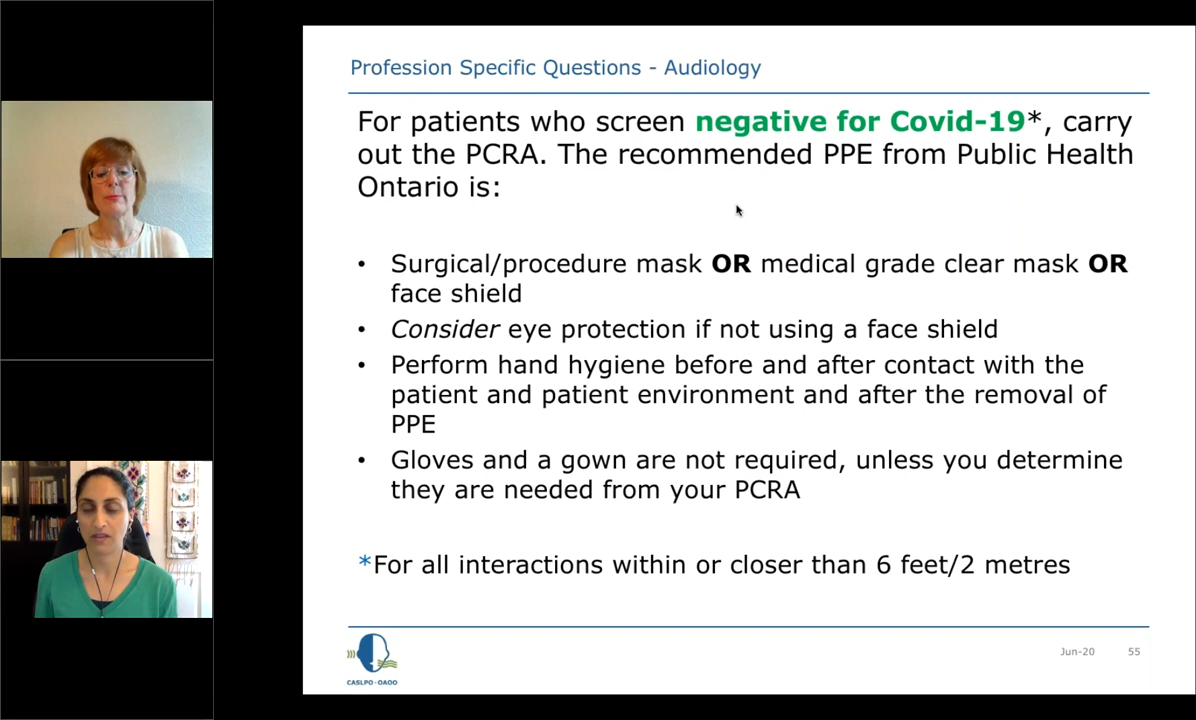 Profession Specific Questions - Audiology
For patients who screen negative for Covid-19*, carry
out the PCRA. The recommended PPE from Public Health
Ontario is:
• Surgical/procedure mask OR medical grade clear mask OR
face shield
• Consider eye protection if not using a face shield
• Perform hand hygiene before and after contact with the
patient and patient environment and after the removal of
PPE
• Gloves and a gown are not required, unless you determine
they are needed from your PCRA
*For all interactions within or closer than 6 feet/2 metres
CASLPO·OAOO
Jun-20 55